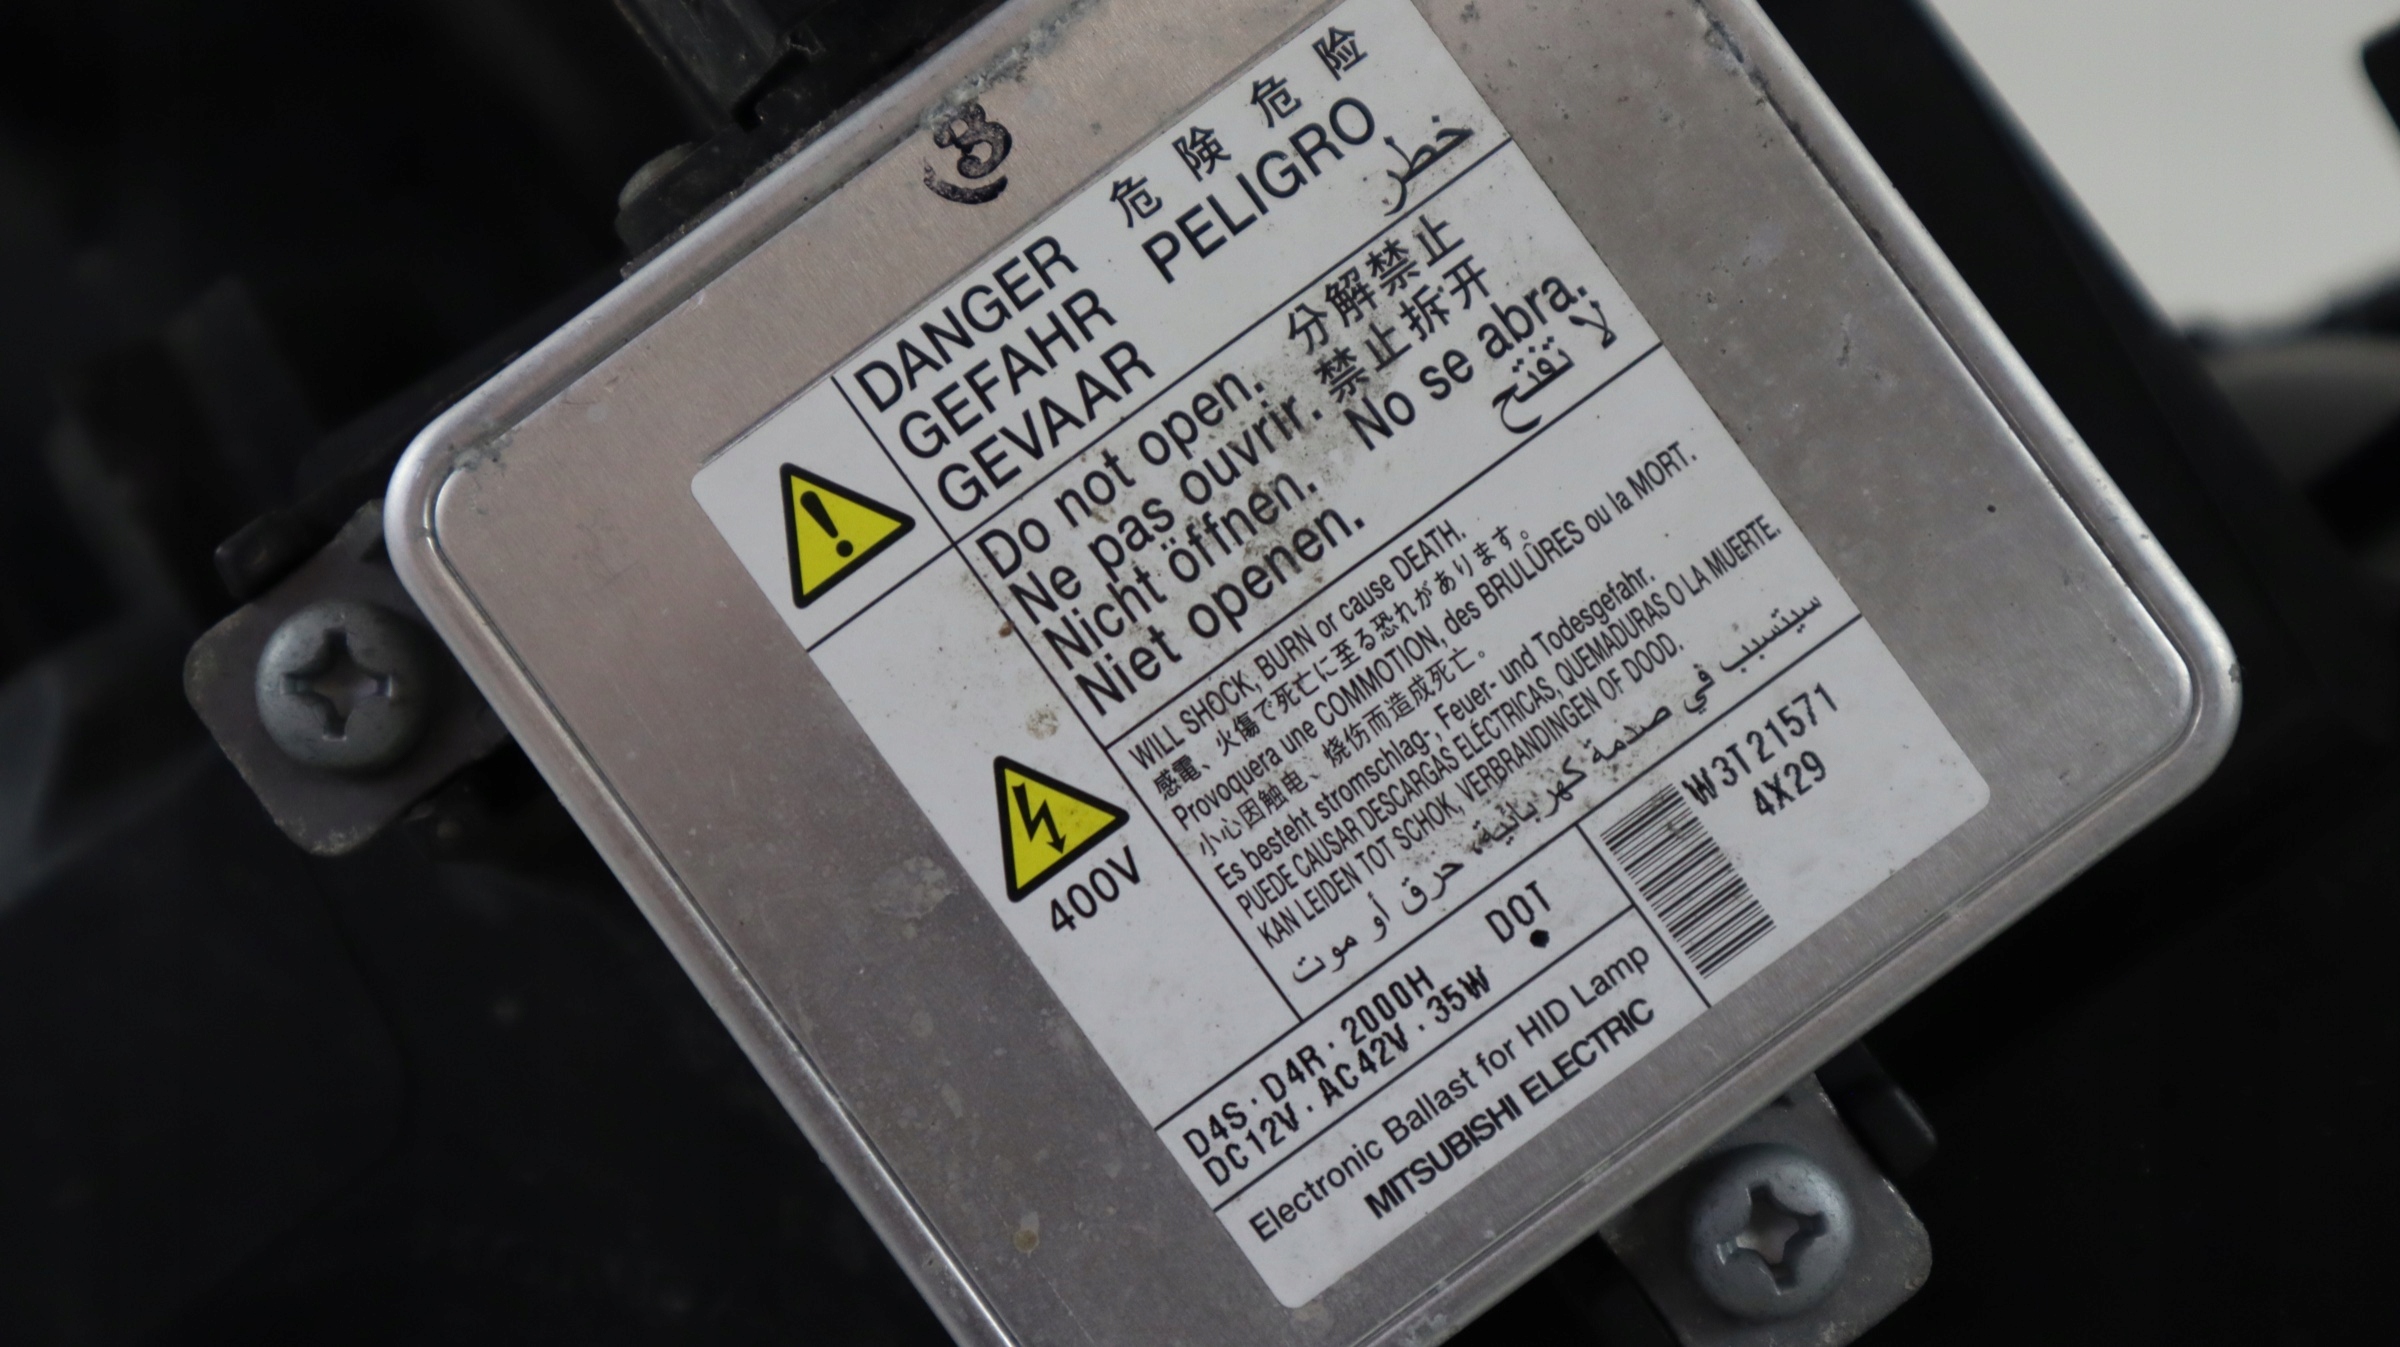 B
DANGER 危険 危险
GEFAHR PELIGRO
GEVAAR خطر
Do not open. 分解禁止
Ne pas ouvrir. 禁止拆开
Nicht öffnen. No se abra.
Niet openen. لا تفتح
WILL SHOCK, BURN or cause DEATH.
感電、火傷で死亡に至る恐れがあります。
Provoquera une COMMOTION, des BRULÛRES ou la MORT.
小心因触电、烧伤而造成死亡。
Es besteht stromschlag-, Feuer- und Todesgefahr.
PUEDE CAUSAR DESCARGAS ELÉCTRICAS, QUEMADURAS O LA MUERTE.
KAN LEIDEN TOT SCHOK, VERBRANDINGEN OF DOOD.
سيتسبب في صدمة كهربائية، حرق أو موت
400V
D4S · D4R · 2000H DOT
DC12V · AC42V · 35W
Electronic Ballast for HID Lamp
MITSUBISHI ELECTRIC
W3T21571
4X29